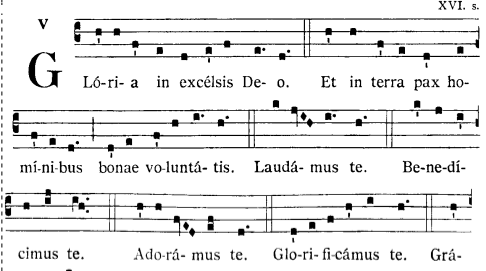 XVI. s.
V
GLó-ri- a in excélsis De- o. Et in terra pax ho-
mí-ni-bus bonae vo-luntá- tis. Laudá- mus te. Be-ne-dí-
cimus te. Ado-rá- mus te. Glo-ri- fi-cámus te. Grá-